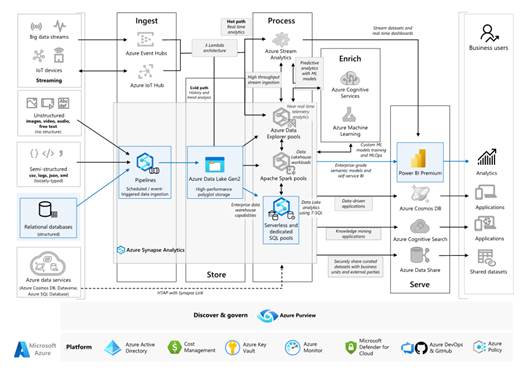 Ingest
Process
Big data streams
IoT devices
Streaming
Azure Event Hubs
Azure IoT Hub
Hot path
Real time
analytics
λ Lambda
architecture
Cold path
History and
trend analysis
Azure Stream
Analytics
High throughput
stream ingestion
Predictive
analytics with
ML models
Stream datasets and
real-time dashboards
Business users
Enrich
Azure Cognitive
Services
Azure Machine
Learning
Near real-time
telemetry
analytics
Unstructured
images, video, audio,
free text
(no structure)
Semi-structured
csv, logs, json, xml
(loosely typed)
Relational databases
(structured)
Azure data services
(Azure Cosmos DB, Dataverse,
Azure SQL Database)
Pipelines
Scheduled / event
triggered data ingestion
Azure Data Lake Gen2
High-performance
polyglot storage
Azure Data
Explorer pools
Data
Lakehouse
workloads
Apache Spark pools
Custom ML
models training
and MLOps
Enterprise-grade
semantic models and
self service BI
Enterprise data
warehouse
capabilities
Data Lake
analytics
using T-SQL
Serverless and
dedicated
SQL pools
Azure Synapse Analytics
HTAP with Synapse Link
Store
Data-driven applications
Knowledge mining applications
Securely share curated
datasets with business
units and external parties
Power BI Premium
Azure Cosmos DB
Azure Cognitive Search
Azure Data Share
Serve
Analytics
Applications
Applications
Shared datasets
Discover & govern
Azure Purview
Microsoft
Azure
Platform
Azure Active
Directory
Cost
Management
Azure Key
Vault
Azure
Monitor
Microsoft
Defender for
Cloud
Azure DevOps
& GitHub
Azure
Policy